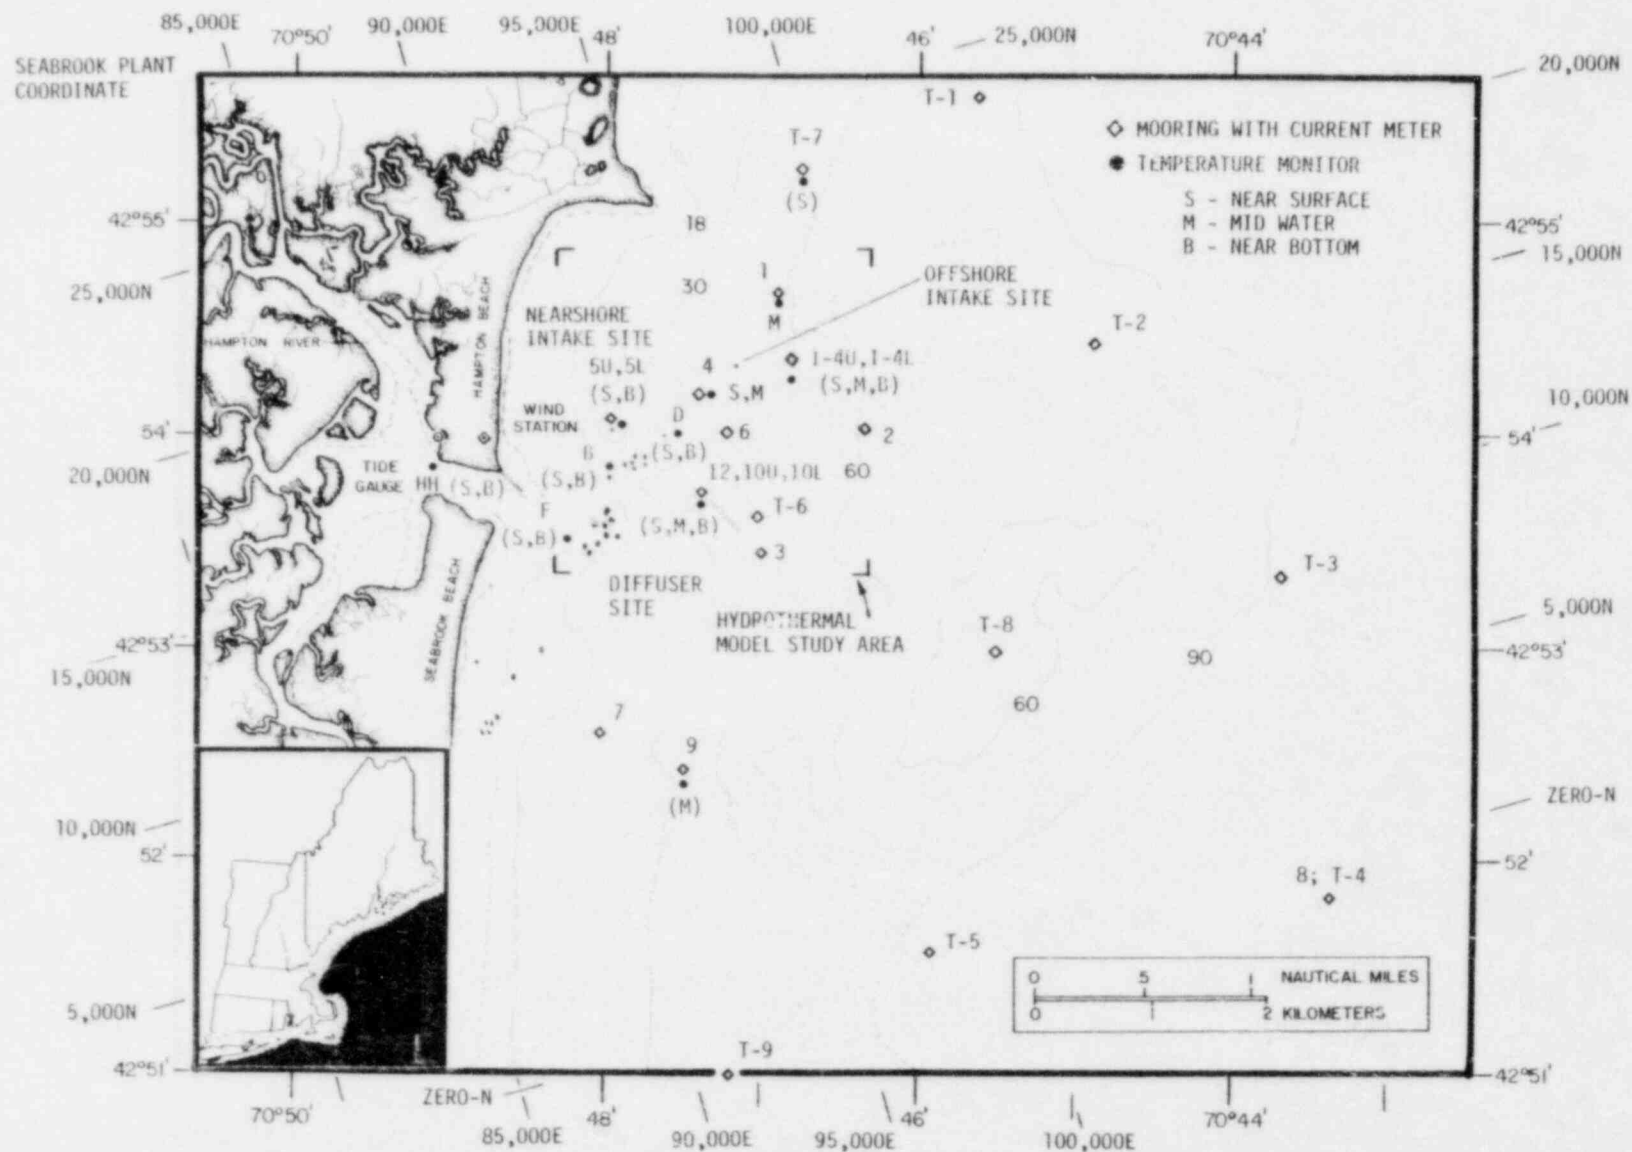 85,000E
70°50'
90,000E
95,000E
48'
100,000E
46'
25,000N
70°44'
20,000N
SEABROOK PLANT
COORDINATE
T-1
◇ MOORING WITH CURRENT METER
● TEMPERATURE MONITOR
S - NEAR SURFACE
M - MID WATER
B - NEAR BOTTOM
T-7
(S)
42°55'
18
42°55'
15,000N
25,000N
30
1
M
OFFSHORE
INTAKE SITE
NEARSHORE
INTAKE SITE
HAMPTON RIVER
HAMPTON BEACH
T-2
5U,5L
(S,B)
4
S,M
I-4U,I-4L
(S,M,B)
10,000N
WIND
STATION
D
(S,B)
6
2
54'
54'
20,000N
TIDE
GAUGE
HH
(S,B)
B
(S,B)
12,10U,10L
(S,M,B)
60
T-6
F
(S,B)
3
T-3
DIFFUSER
SITE
HYDROTHERMAL
MODEL STUDY AREA
5,000N
SEABROOK BEACH
T-8
42°53'
42°53'
15,000N
90
60
7
9
(M)
ZERO-N
10,000N
52'
52'
8; T-4
T-5
0 .5 1 NAUTICAL MILES
0 1 2 KILOMETERS
5,000N
T-9
42°51'
42°51'
70°50'
ZERO-N
85,000E
48'
90,000E
95,000E
46'
100,000E
70°44'